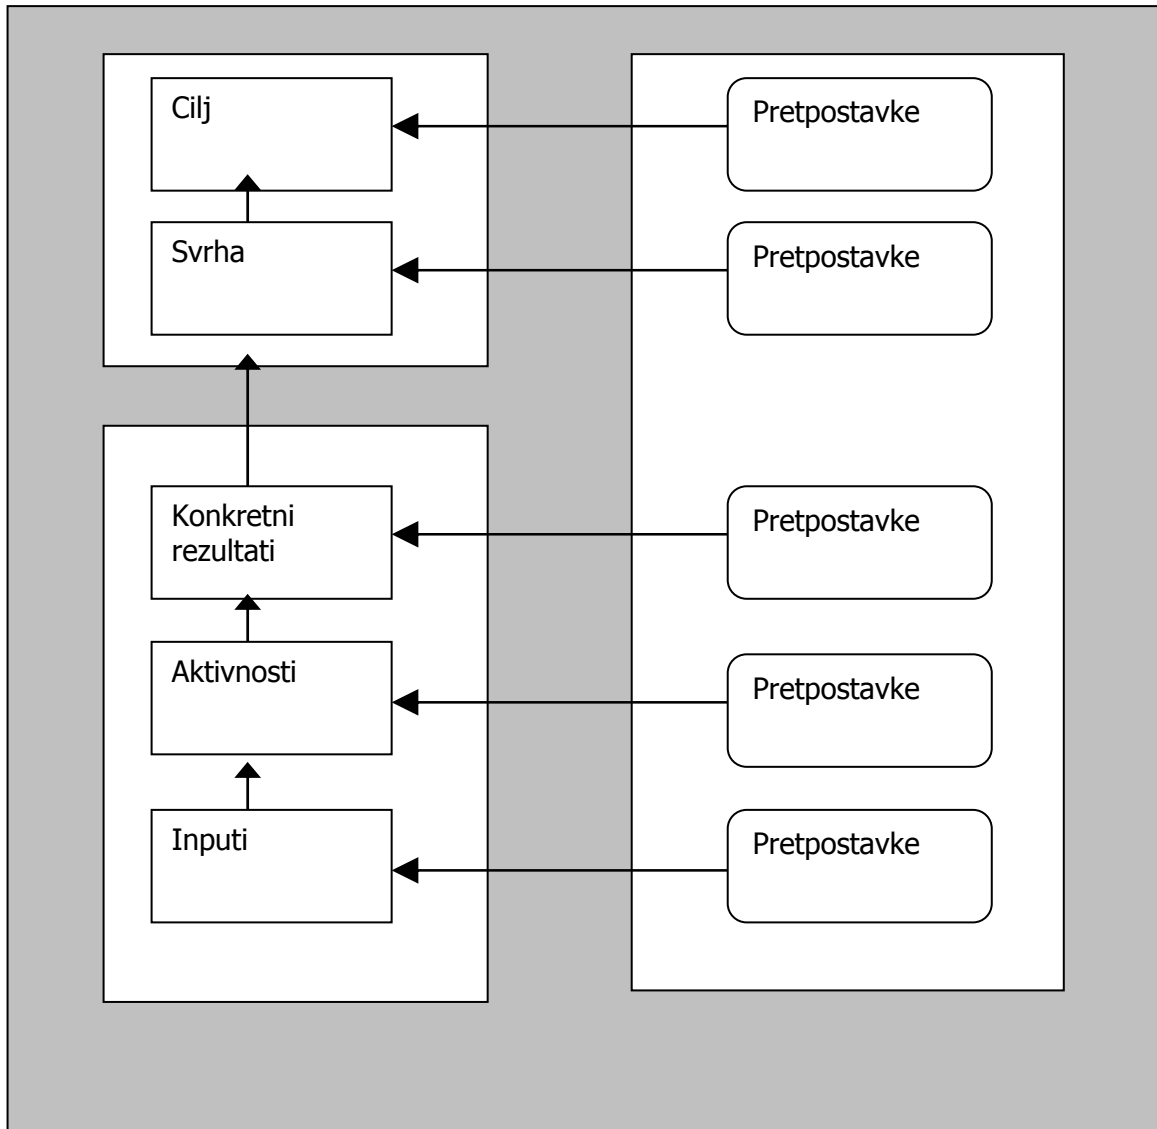 Cilj
Pretpostavke
Svrha
Pretpostavke
Konkretni
rezultati
Pretpostavke
Aktivnosti
Pretpostavke
Inputi
Pretpostavke